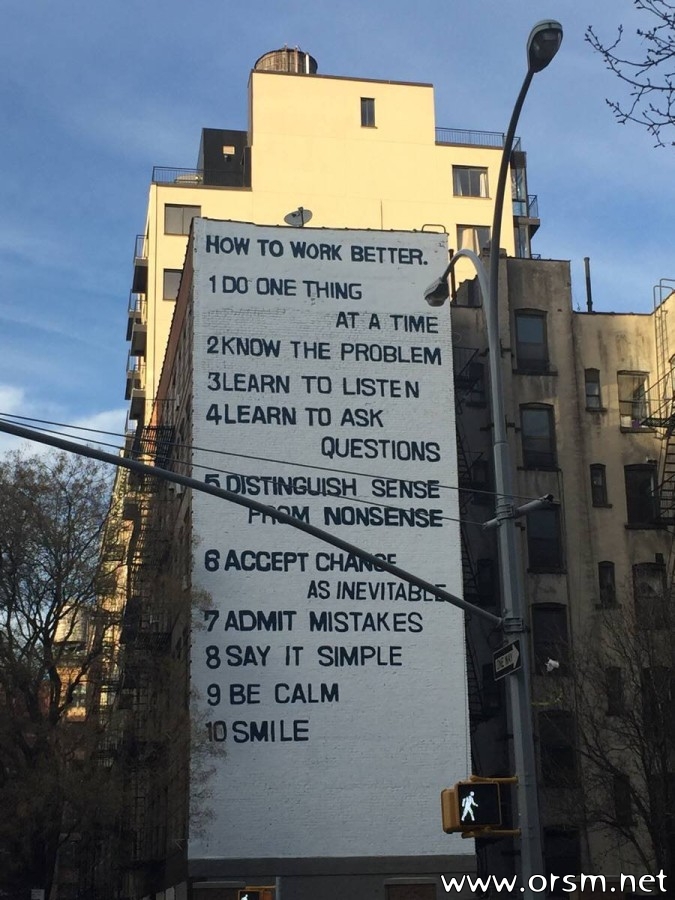 HOW TO WORK BETTER.
1 DO ONE THING
AT A TIME
2 KNOW THE PROBLEM
3 LEARN TO LISTEN
4 LEARN TO ASK
QUESTIONS
5 DISTINGUISH SENSE
FROM NONSENSE
6 ACCEPT CHANGE
AS INEVITABLE
7 ADMIT MISTAKES
8 SAY IT SIMPLE
9 BE CALM
10 SMILE
ONE WAY
www.orsm.net